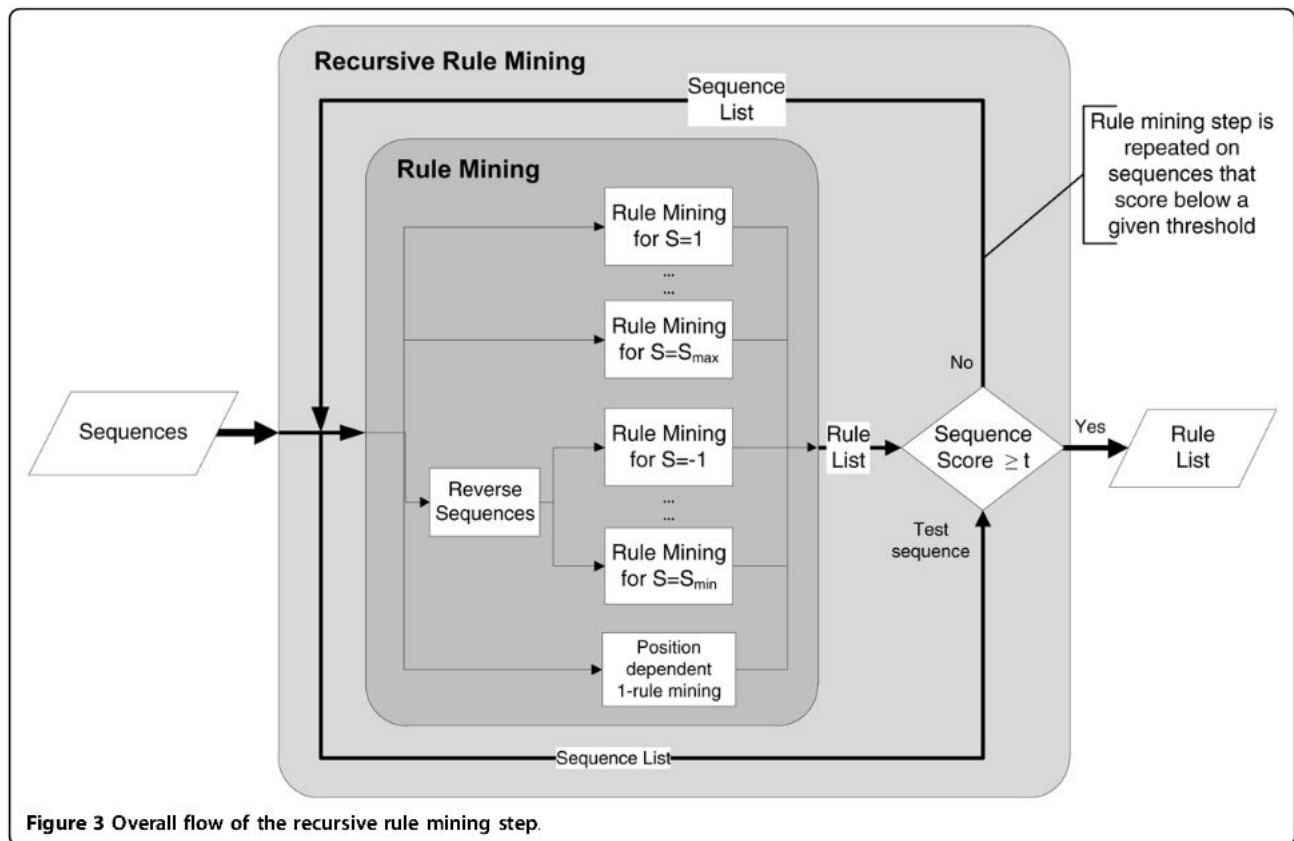 Recursive Rule Mining
Sequence
List
Rule mining step is
repeated on
sequences that
score below a
given threshold
Rule Mining
Rule Mining
for S=1
...
...
Rule Mining
for S=Smax
No
Sequences
Rule Mining
for S=-1
Rule
List
Sequence
Score ≥ t
Yes
Rule
List
Reverse
Sequences
...
...
Test
sequence
Rule Mining
for S=Smin
Position
dependent
1-rule mining
Sequence List
Figure 3 Overall flow of the recursive rule mining step.